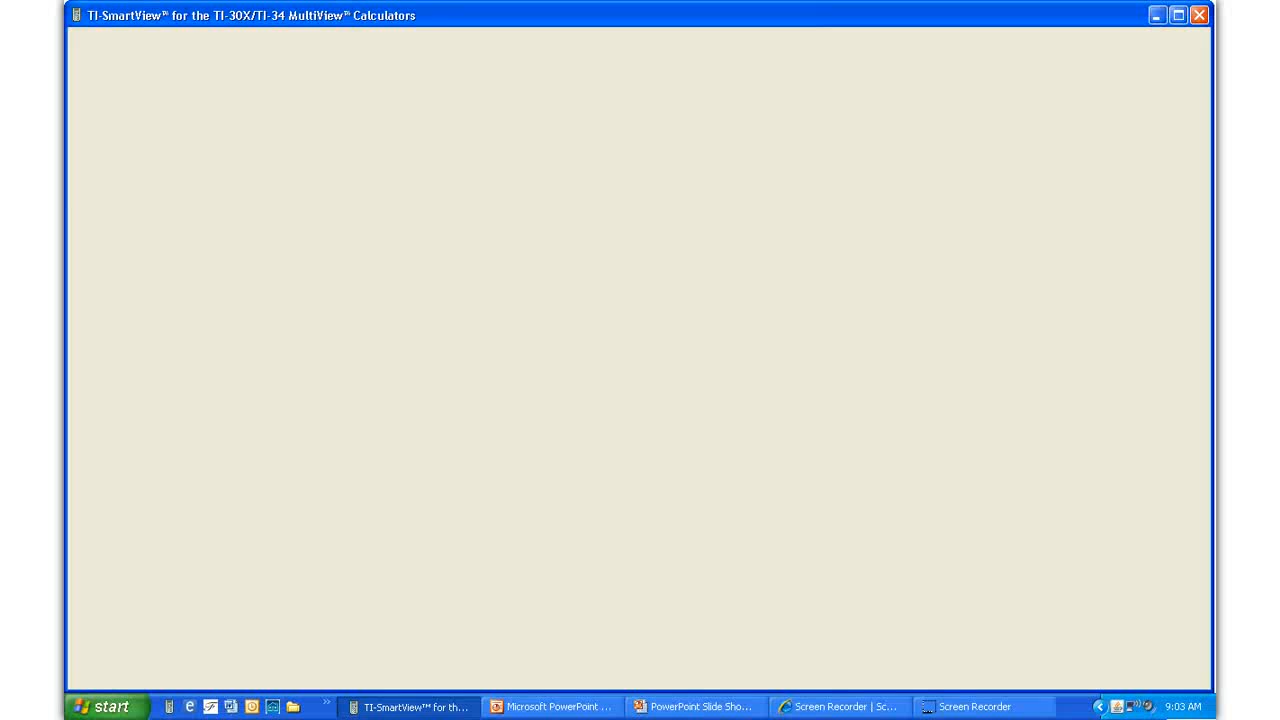 TI-SmartView™ for the TI-30X/TI-34 MultiView™ Calculators
start
TI-SmartView™ for th...
Microsoft PowerPoint ...
PowerPoint Slide Sho...
Screen Recorder | Sc...
Screen Recorder
9:03 AM